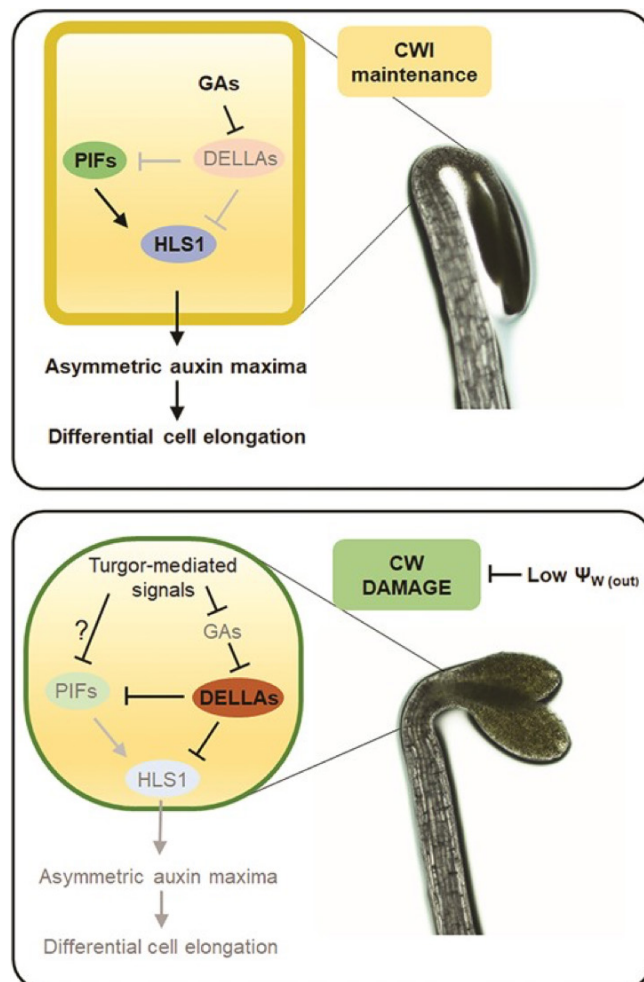 CWI
maintenance
GAs
PIFs
DELLAs
HLS1
Asymmetric auxin maxima
Differential cell elongation
CW
DAMAGE
Low Ψw (out)
Turgor-mediated
signals
?
GAs
PIFs
DELLAs
HLS1
Asymmetric auxin maxima
Differential cell elongation